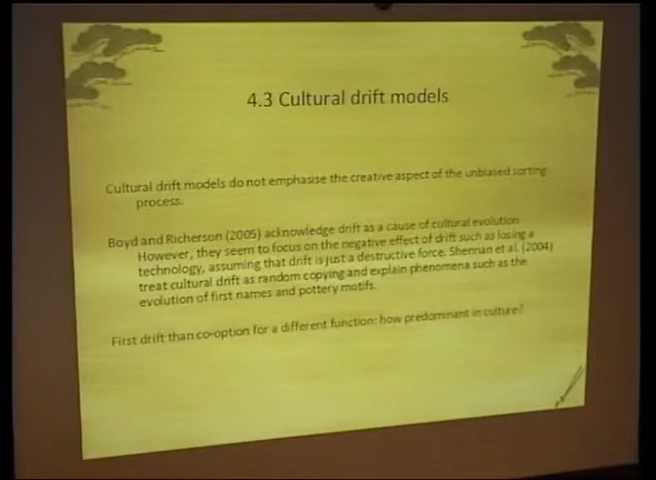 4.3 Cultural drift models
Cultural drift models do not emphasise the creative aspect of the unbiased sorting
process.
Boyd and Richerson (2005) acknowledge drift as a cause of cultural evolution
However, they seem to focus on the negative effect of drift such as losing a
technology, assuming that drift is just a destructive force. Shennan et al. (2004)
treat cultural drift as random copying and explain phenomena such as the
evolution of first names and pottery motifs.
First drift than co-option for a different function: how predominant in culture?